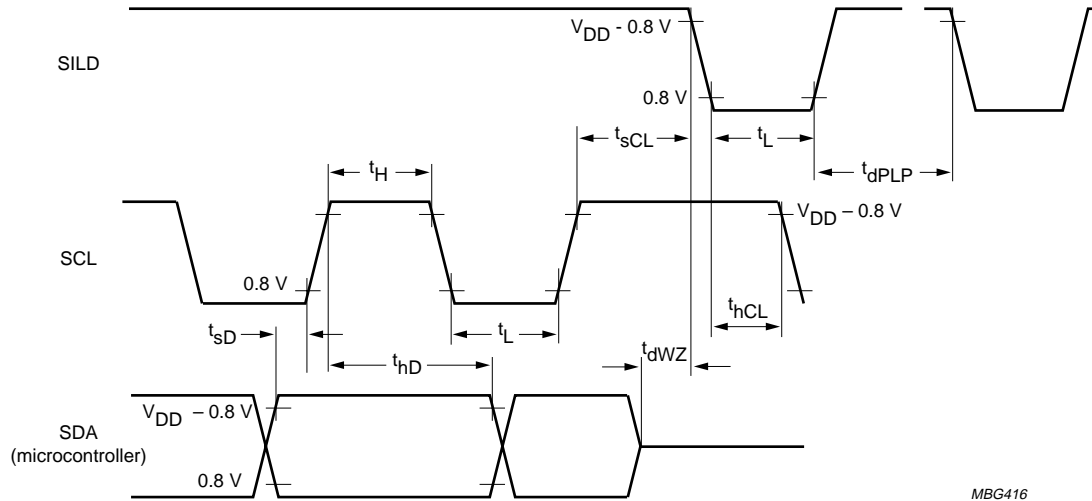 V_DD - 0.8 V
SILD
0.8 V
t_sCL
t_L
t_H
t_dPLP
V_DD – 0.8 V
SCL
0.8 V
t_hCL
t_sD
t_L
t_dWZ
t_hD
V_DD – 0.8 V
SDA
(microcontroller)
0.8 V
MBG416